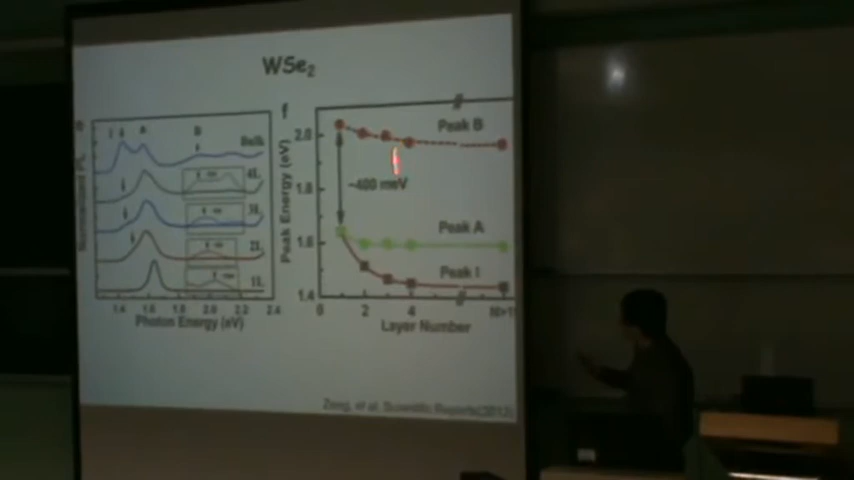 WSe₂
e
f
I A B Bulk
4L
3L
2L
1L
1.4 1.6 1.8 2.0 2.2 2.4
Photon Energy (eV)
Normalized PL
Peak Energy (eV)
2.0
1.8
1.6
1.4
Peak B
~400 meV
Peak A
Peak I
0 2 4
Layer Number
Zeng, et al. Scientific Reports(2013)